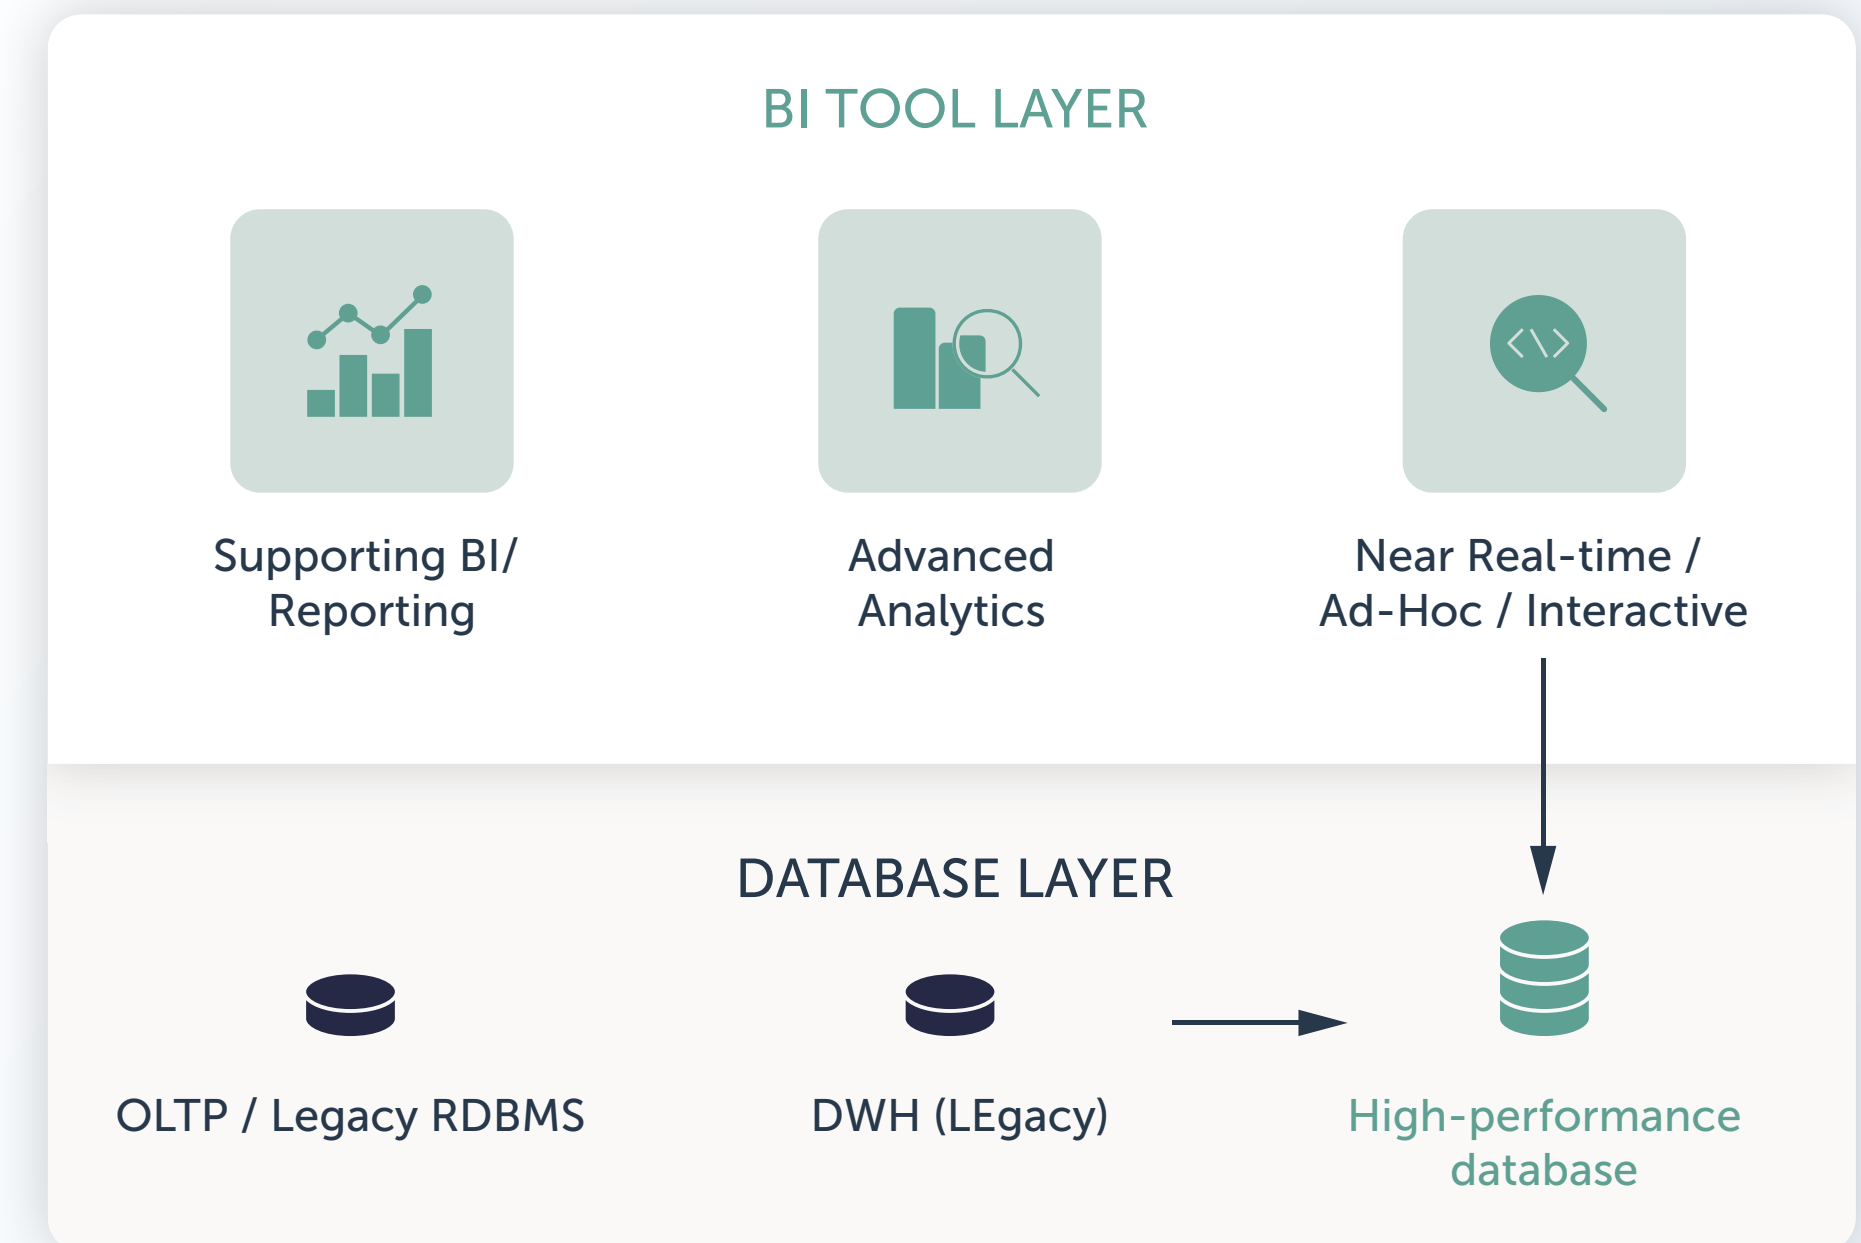 BI TOOL LAYER
Supporting BI/
Reporting
Advanced
Analytics
Near Real-time /
Ad-Hoc / Interactive
DATABASE LAYER
OLTP / Legacy RDBMS
DWH (LEgacy)
High-performance
database